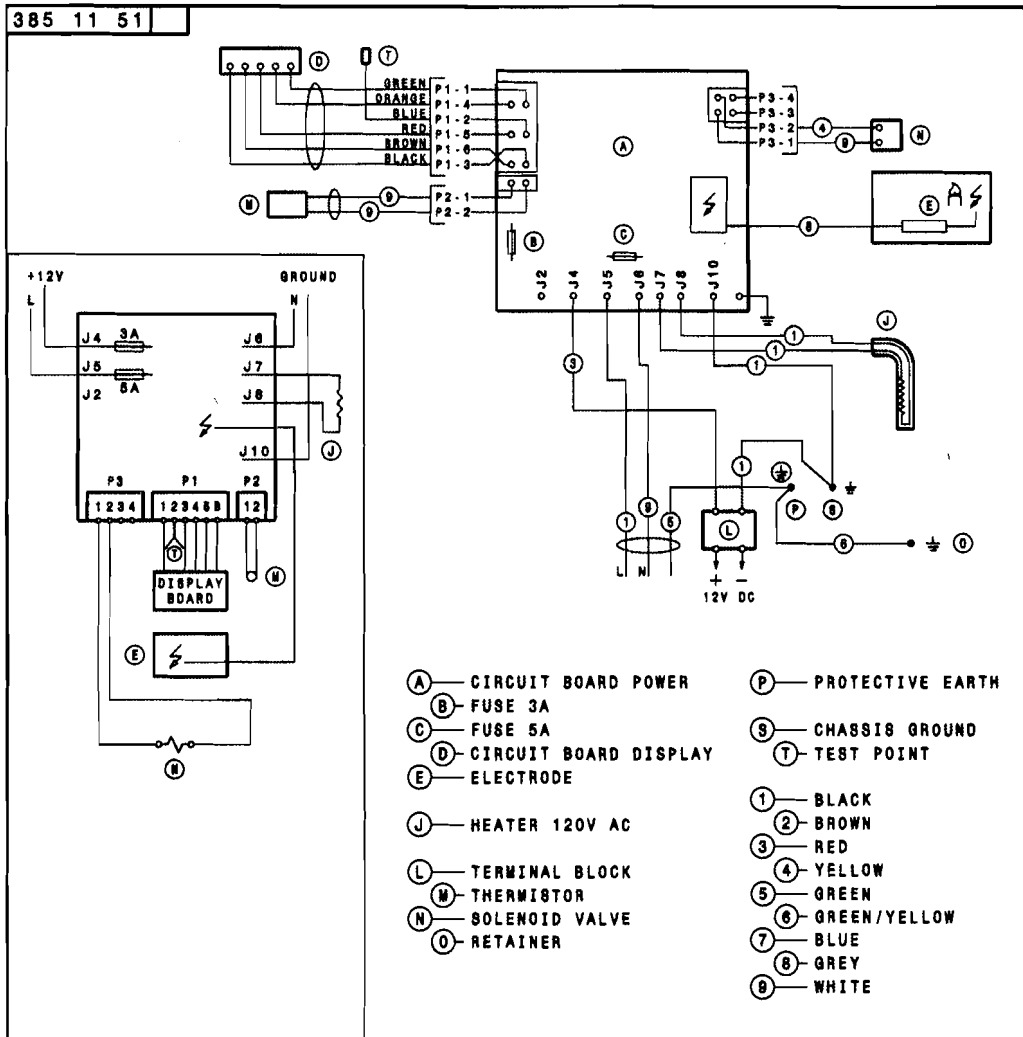 385 11 51
D
T
GREEN P1-1
ORANGE P1-4
BLUE P1-2
RED P1-5
BROWN P1-6
BLACK P1-3
M
9
9
P2-1
P2-2
A
B
C
P3-4
P3-3
P3-2
P3-1
4
9
N
E
8
J2
J4
J5
J6
J7
J8
J10
1
1
1
3
J
1
1
9
5
L N
L
+ -
12V DC
P
S
6
O
+12V
L
GROUND
N
J4 3A
J5 5A
J2
J6
J7
J8
J10
J
P3
1234
P1
123456
P2
12
T
M
DISPLAY
BOARD
E
N
A CIRCUIT BOARD POWER
B FUSE 3A
C FUSE 5A
D CIRCUIT BOARD DISPLAY
E ELECTRODE
J HEATER 120V AC
L TERMINAL BLOCK
M THERMISTOR
N SOLENOID VALVE
O RETAINER
P PROTECTIVE EARTH
S CHASSIS GROUND
T TEST POINT
1 BLACK
2 BROWN
3 RED
4 YELLOW
5 GREEN
6 GREEN/YELLOW
7 BLUE
8 GREY
9 WHITE